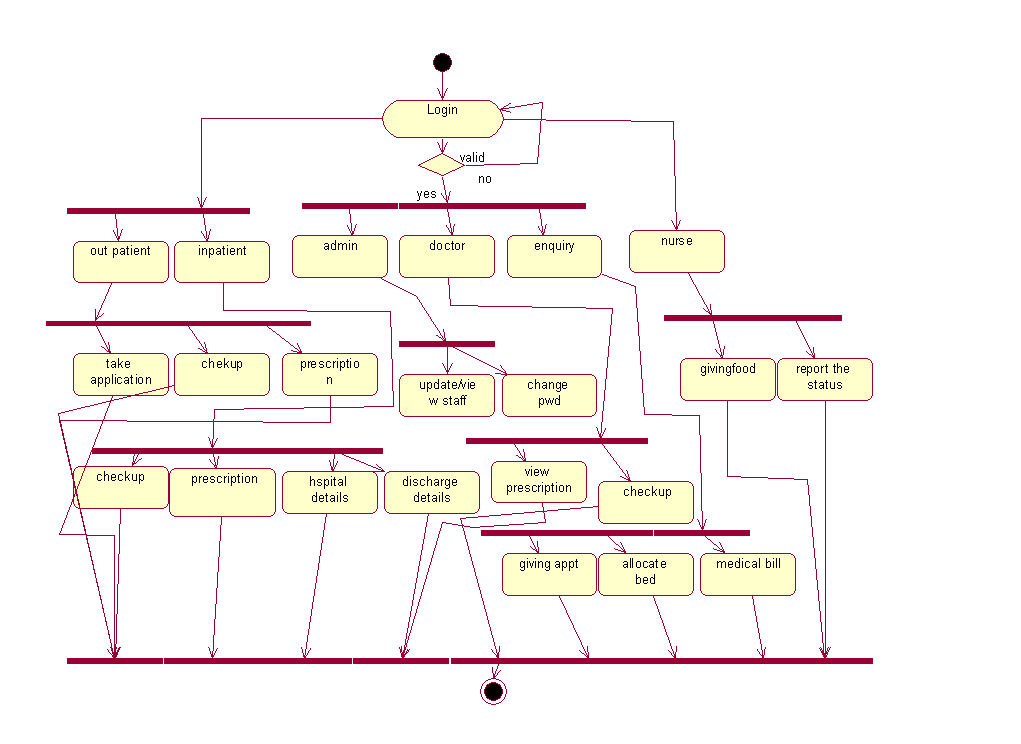 Login
valid
no
yes
out patient
inpatient
admin
doctor
enquiry
nurse
take
application
chekup
prescriptio
n
update/vie
w staff
change
pwd
givingfood
report the
status
checkup
prescription
hspital
details
discharge
details
view
prescription
checkup
giving appt
allocate
bed
medical bill